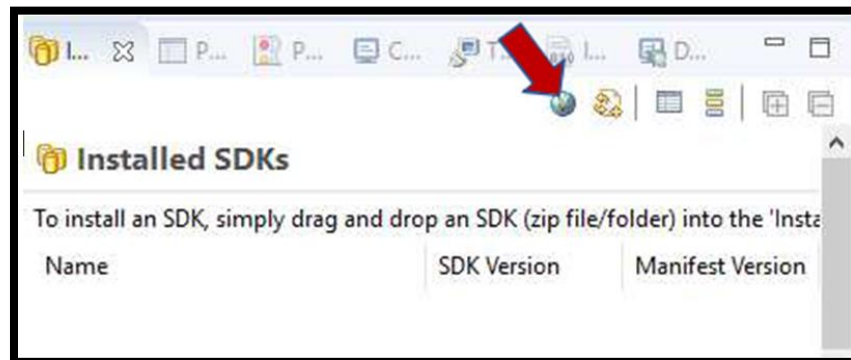 I... P... P... C... T... I... D...
Installed SDKs
To install an SDK, simply drag and drop an SDK (zip file/folder) into the 'Insta
Name SDK Version Manifest Version